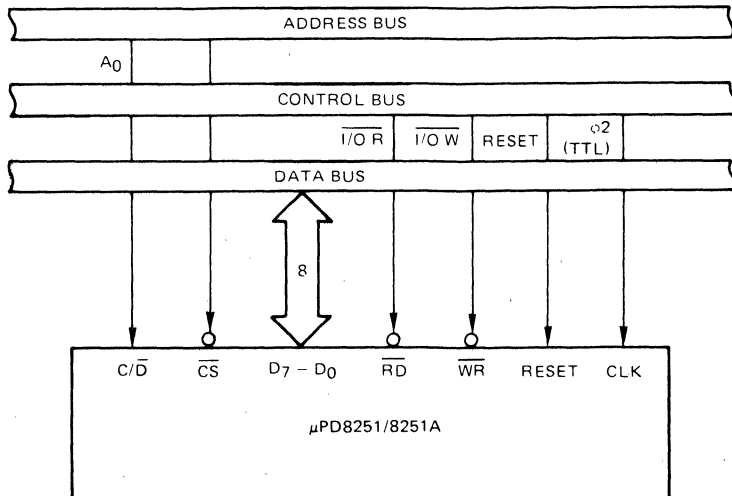 ADDRESS BUS
A0
CONTROL BUS
I/O R I/O W RESET φ2
(TTL)
DATA BUS
8
C/D CS D7 – D0 RD WR RESET CLK
μPD8251/8251A